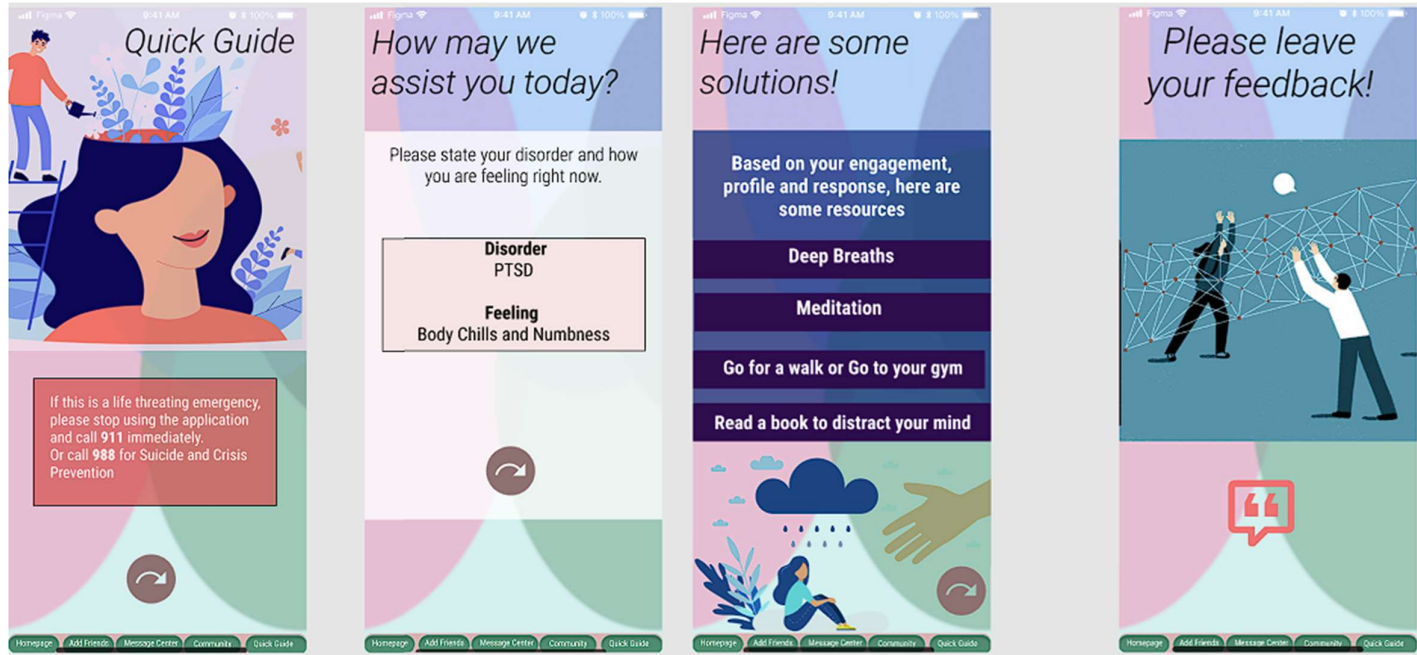 Figma 9:41 AM 100%
Quick Guide
If this is a life threating emergency,
please stop using the application
and call 911 immediately.
Or call 988 for Suicide and Crisis
Prevention
Homepage Add Friends Message Center Community Quick Guide
Figma 9:41 AM 100%
How may we
assist you today?
Please state your disorder and how
you are feeling right now.
Disorder
PTSD
Feeling
Body Chills and Numbness
Homepage Add Friends Message Center Community Quick Guide
Figma 9:41 AM 100%
Here are some
solutions!
Based on your engagement,
profile and response, here are
some resources
Deep Breaths
Meditation
Go for a walk or Go to your gym
Read a book to distract your mind
Homepage Add Friends Message Center Community Quick Guide
Figma 9:41 AM 100%
Please leave
your feedback!
Homepage Add Friends Message Center Community Quick Guide